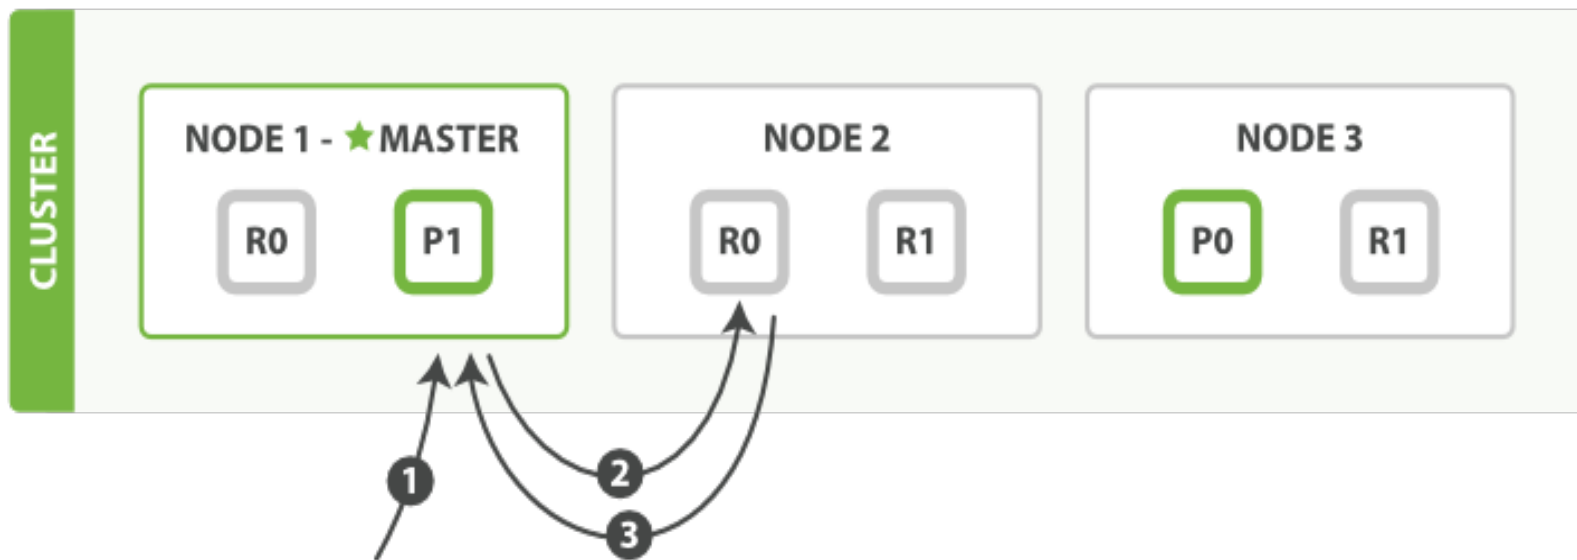 CLUSTER
NODE 1 - ★ MASTER
R0
P1
NODE 2
R0
R1
NODE 3
P0
R1
1
2
3